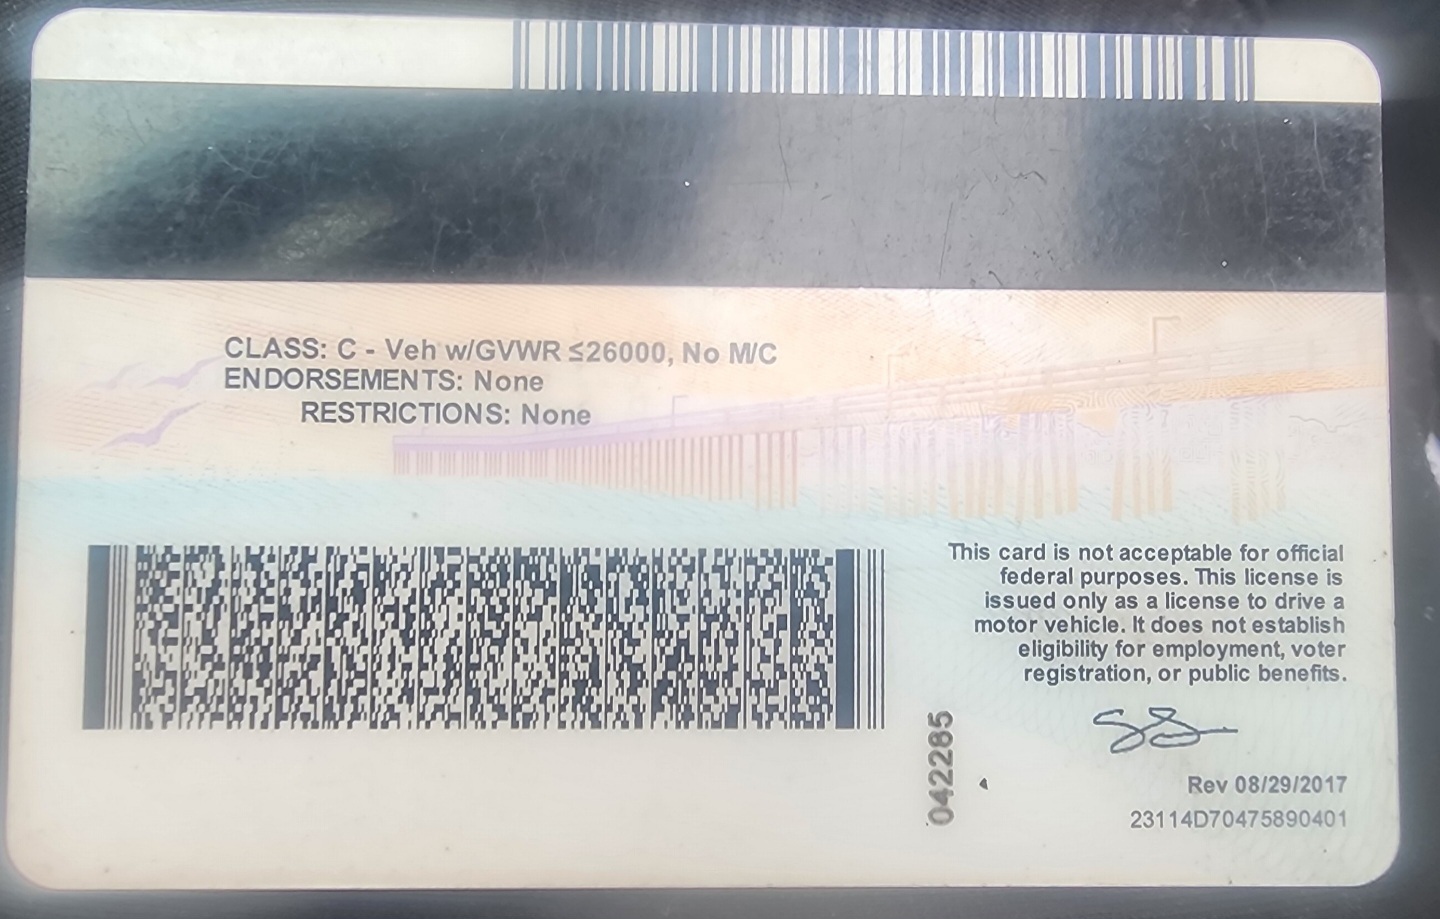 CLASS: C - Veh w/GVWR ≤26000, No M/C
ENDORSEMENTS: None
RESTRICTIONS: None
This card is not acceptable for official
federal purposes. This license is
issued only as a license to drive a
motor vehicle. It does not establish
eligibility for employment, voter
registration, or public benefits.
042285
Rev 08/29/2017
23114D70475890401